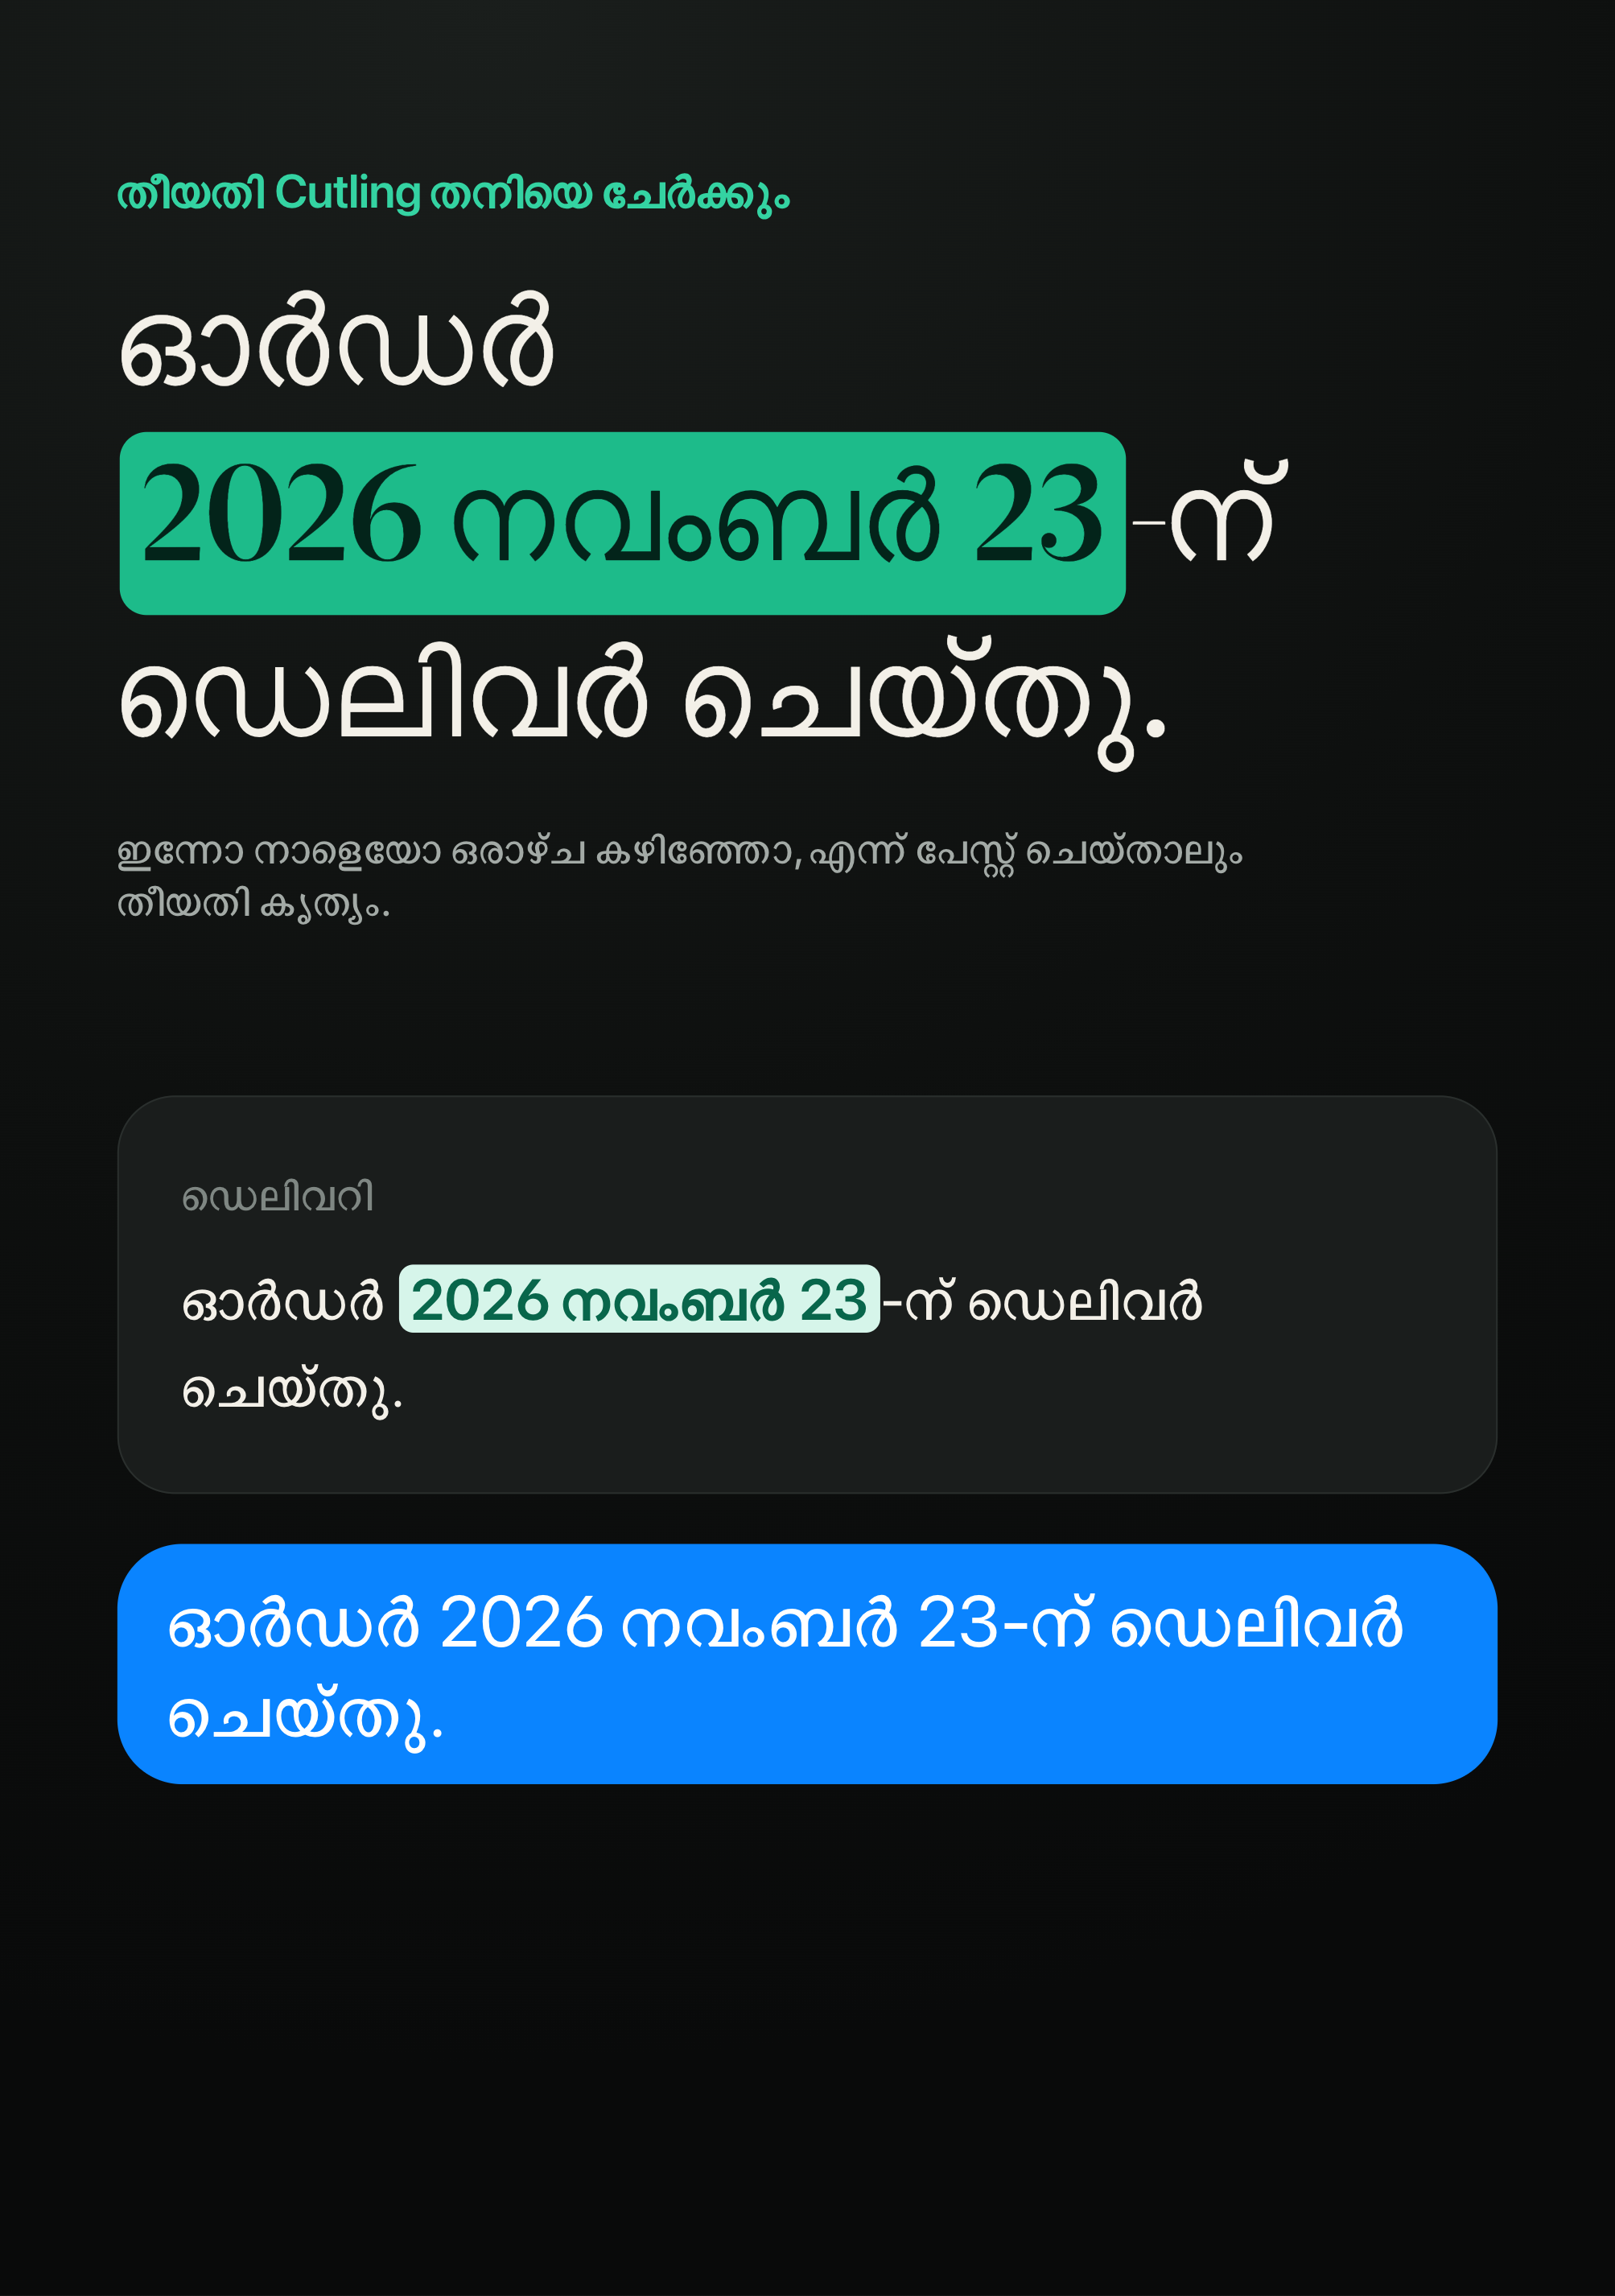 തീയതി Cutling തനിയെ ചേർക്കും
ഓർഡർ
2026 നവംബർ 23-ന്
ഡെലിവർ ചെയ്തു.
ഇന്നോ നാളെയോ ഒരാഴ്ച കഴിഞ്ഞോ, എന്ന് പേസ്റ്റ് ചെയ്താലും
തീയതി കൃത്യം.
ഡെലിവറി
ഓർഡർ 2026 നവംബർ 23-ന് ഡെലിവർ
ചെയ്തു.
ഓർഡർ 2026 നവംബർ 23-ന് ഡെലിവർ
ചെയ്തു.